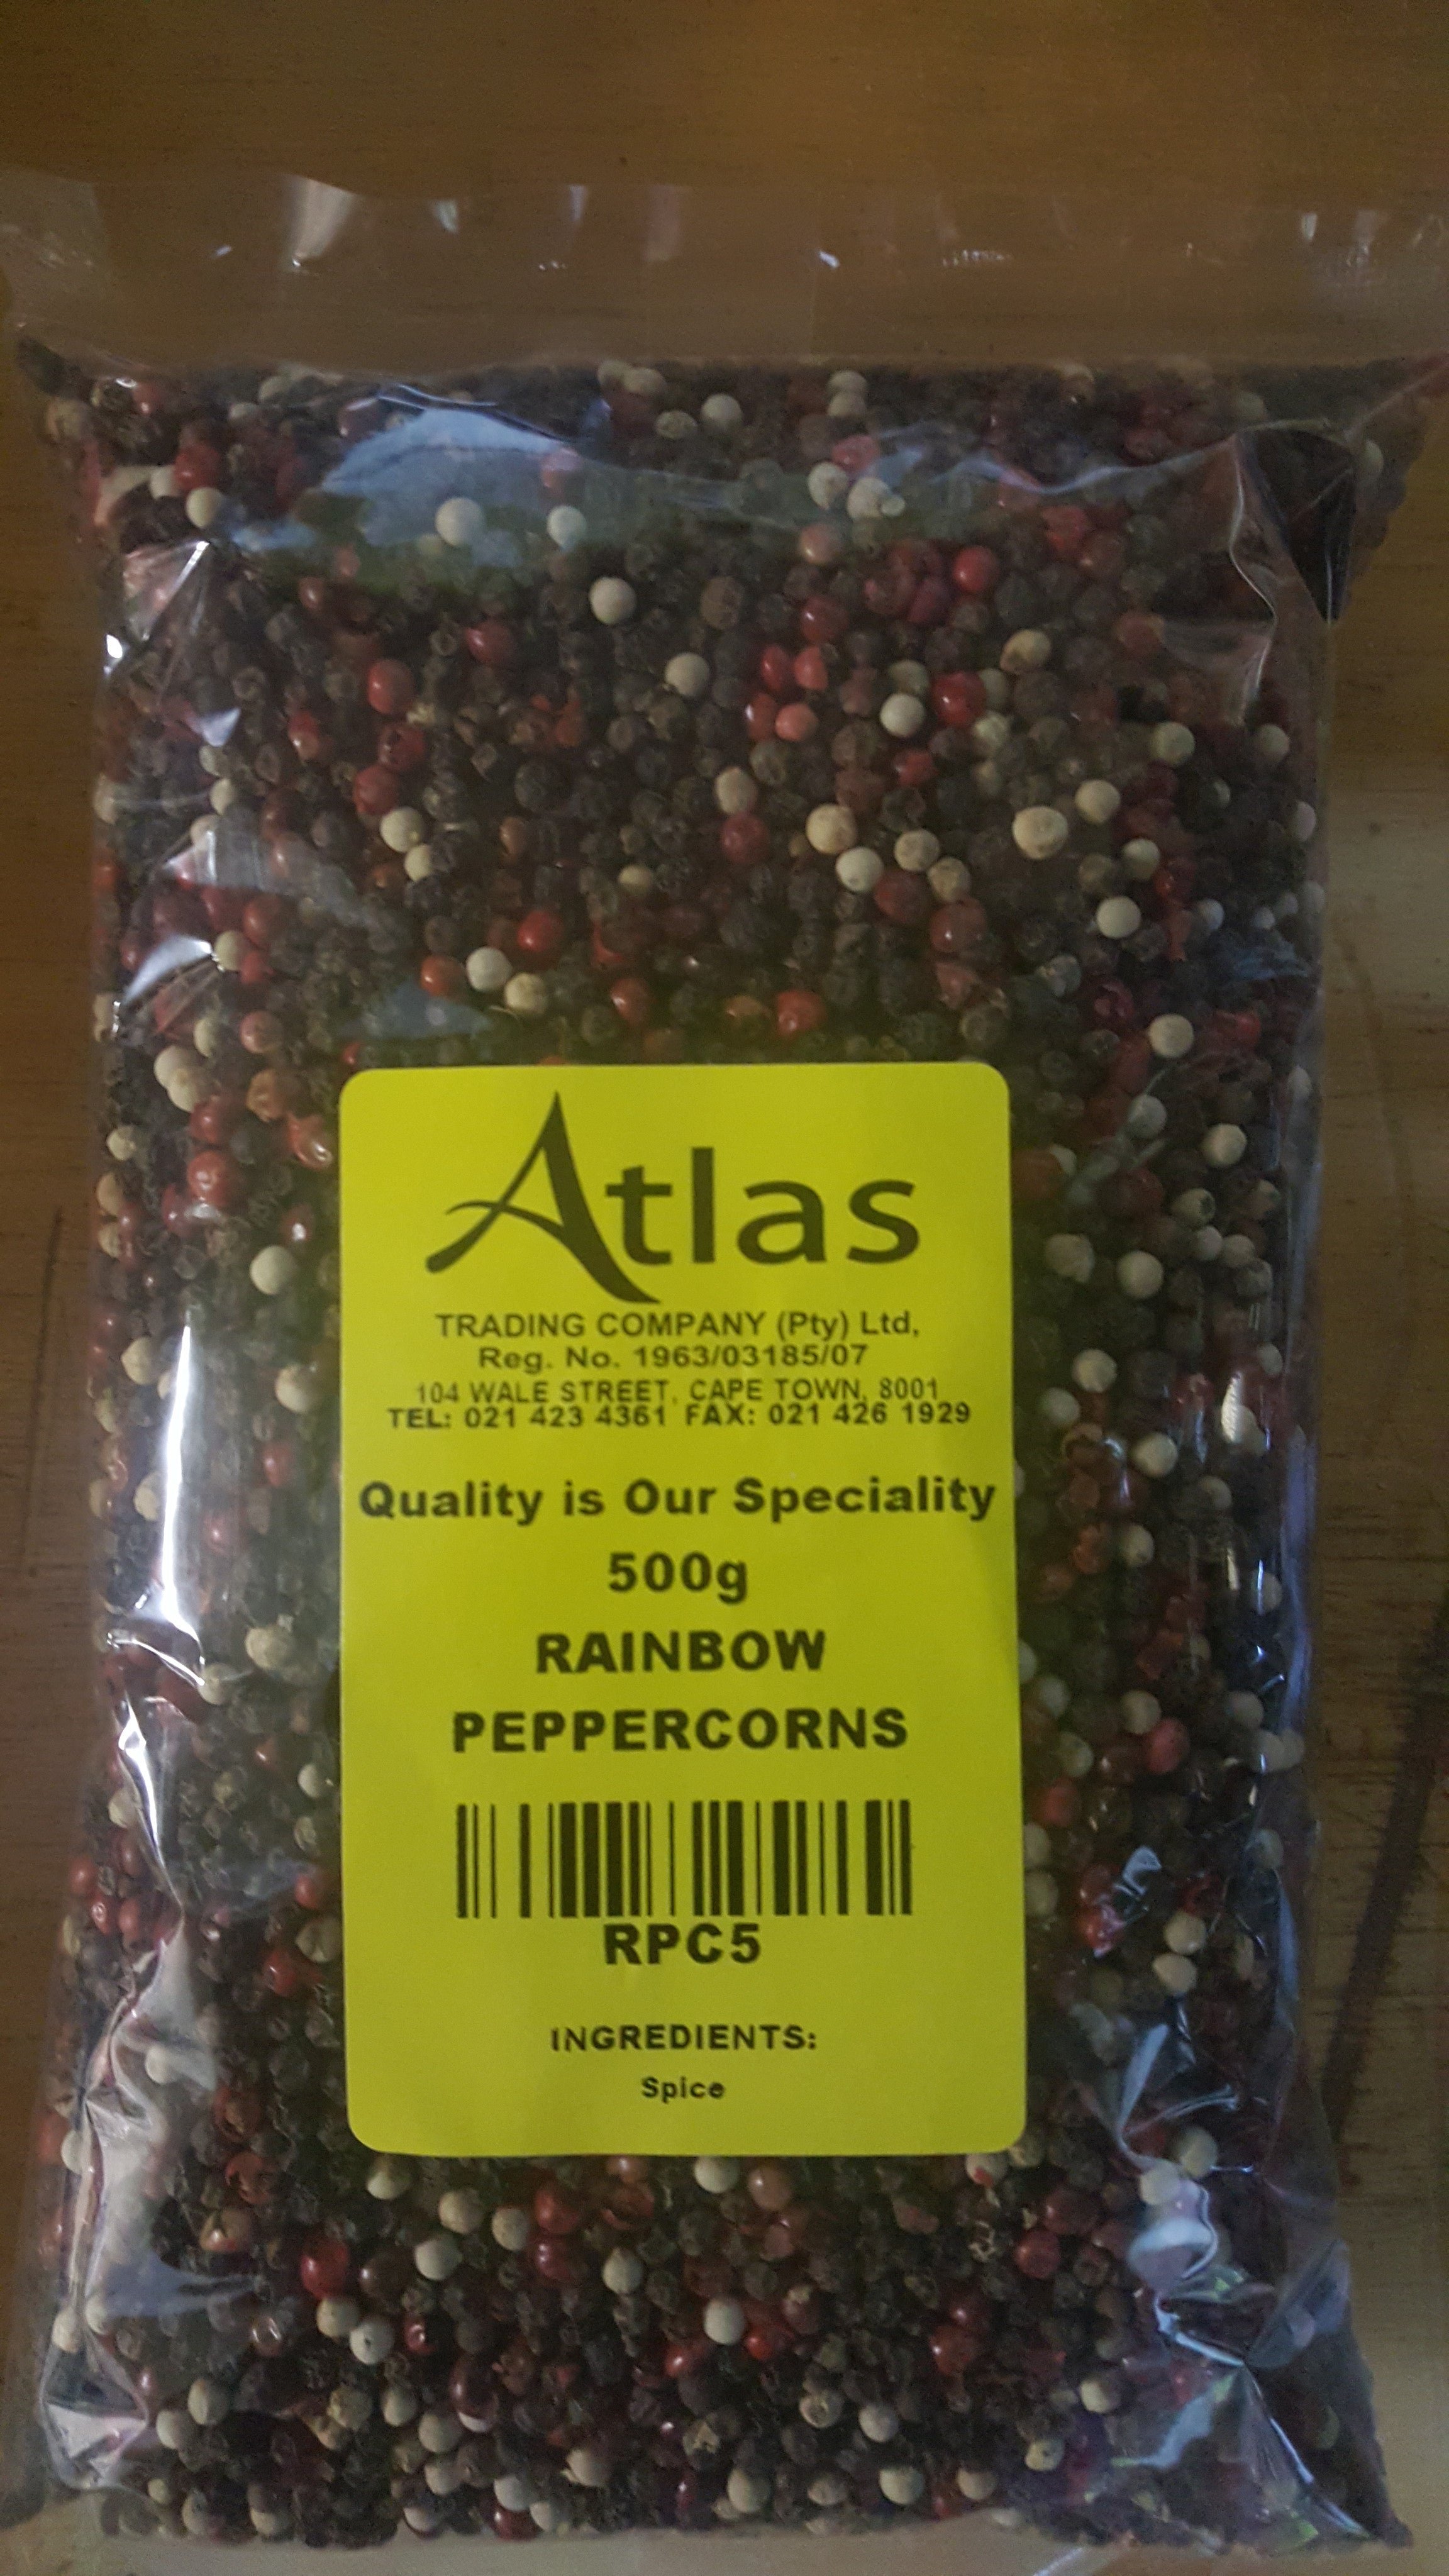 Atlas
TRADING COMPANY (Pty) Ltd,
Reg. No. 1963/03185/07
104 WALE STREET, CAPE TOWN, 8001
TEL: 021 423 4361 FAX: 021 426 1929
Quality is Our Speciality
500g
RAINBOW
PEPPERCORNS
RPC5
INGREDIENTS:
Spice